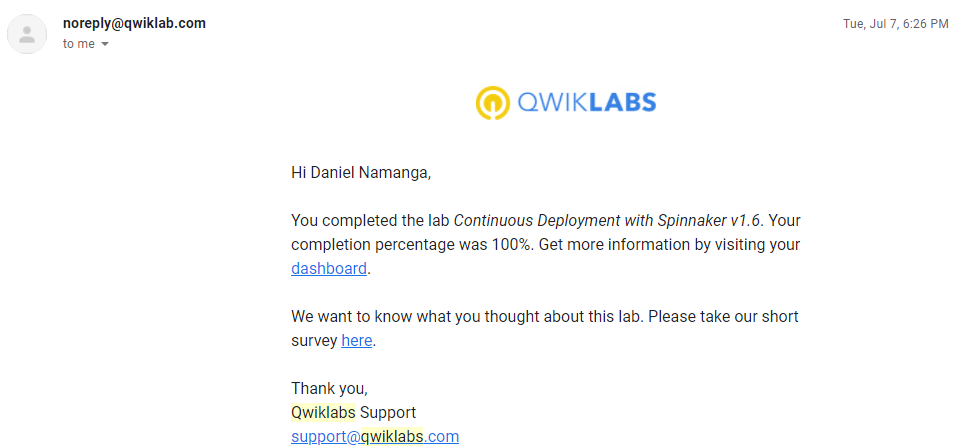 noreply@qwiklab.com
Tue, Jul 7, 6:26 PM
to me
QWIKLABS
Hi Daniel Namanga,
You completed the lab Continuous Deployment with Spinnaker v1.6. Your
completion percentage was 100%. Get more information by visiting your
dashboard.
We want to know what you thought about this lab. Please take our short
survey here.
Thank you,
Qwiklabs Support
support@qwiklabs.com